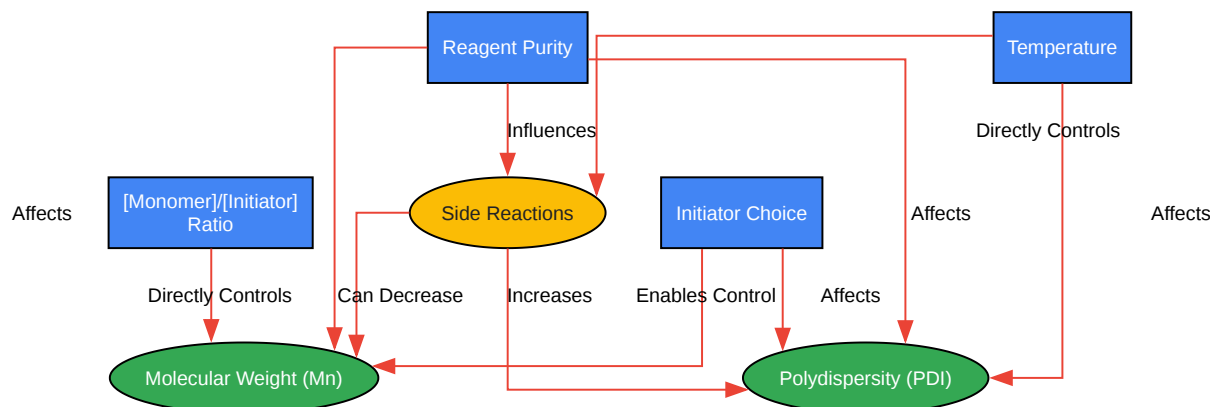 Reagent Purity
Temperature
Influences
Directly Controls
[Monomer]/[Initiator]
Ratio
Affects
Side Reactions
Initiator Choice
Affects
Affects
Directly Controls
Can Decrease
Increases
Enables Control
Affects
Molecular Weight (Mn)
Polydispersity (PDI)